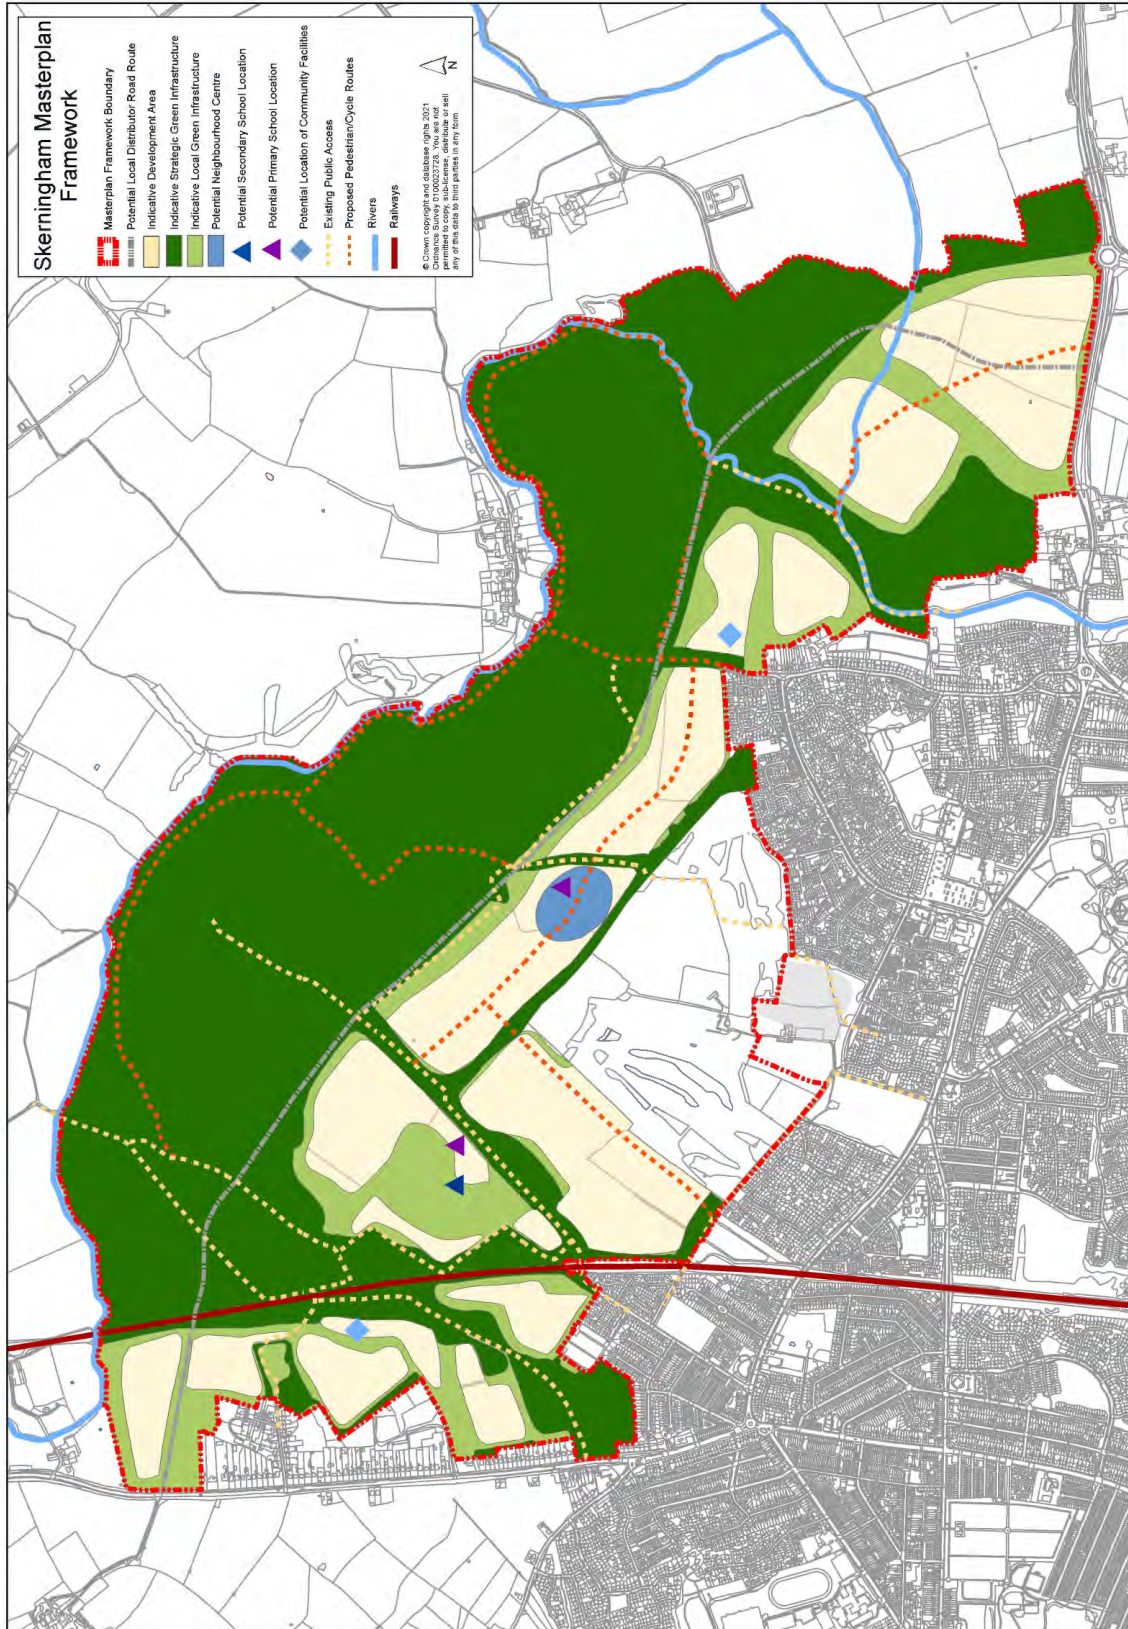 Skerningham Masterplan
Framework
Masterplan Framework Boundary
Potential Local Distributor Road Route
Indicative Development Area
Indicative Strategic Green Infrastructure
Indicative Local Green Infrastructure
Potential Neighbourhood Centre
Potential Secondary School Location
Potential Primary School Location
Potential Location of Community Facilities
Existing Public Access
Proposed Pedestrian/Cycle Routes
Rivers
Railways
© Crown copyright and database rights 2021
Ordnance Survey 0100023728. You are not
permitted to copy, sub-license, distribute or sell
any of this data to third parties in any form
N